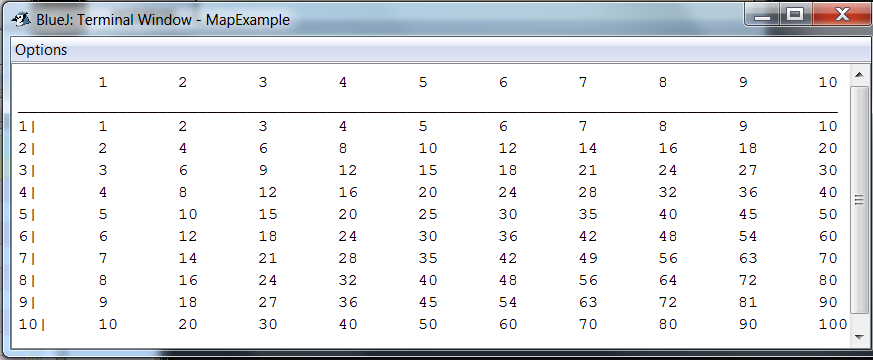 BlueJ: Terminal Window - MapExample
Options
1 2 3 4 5 6 7 8 9 10
1| 1 2 3 4 5 6 7 8 9 10
2| 2 4 6 8 10 12 14 16 18 20
3| 3 6 9 12 15 18 21 24 27 30
4| 4 8 12 16 20 24 28 32 36 40
5| 5 10 15 20 25 30 35 40 45 50
6| 6 12 18 24 30 36 42 48 54 60
7| 7 14 21 28 35 42 49 56 63 70
8| 8 16 24 32 40 48 56 64 72 80
9| 9 18 27 36 45 54 63 72 81 90
10| 10 20 30 40 50 60 70 80 90 100